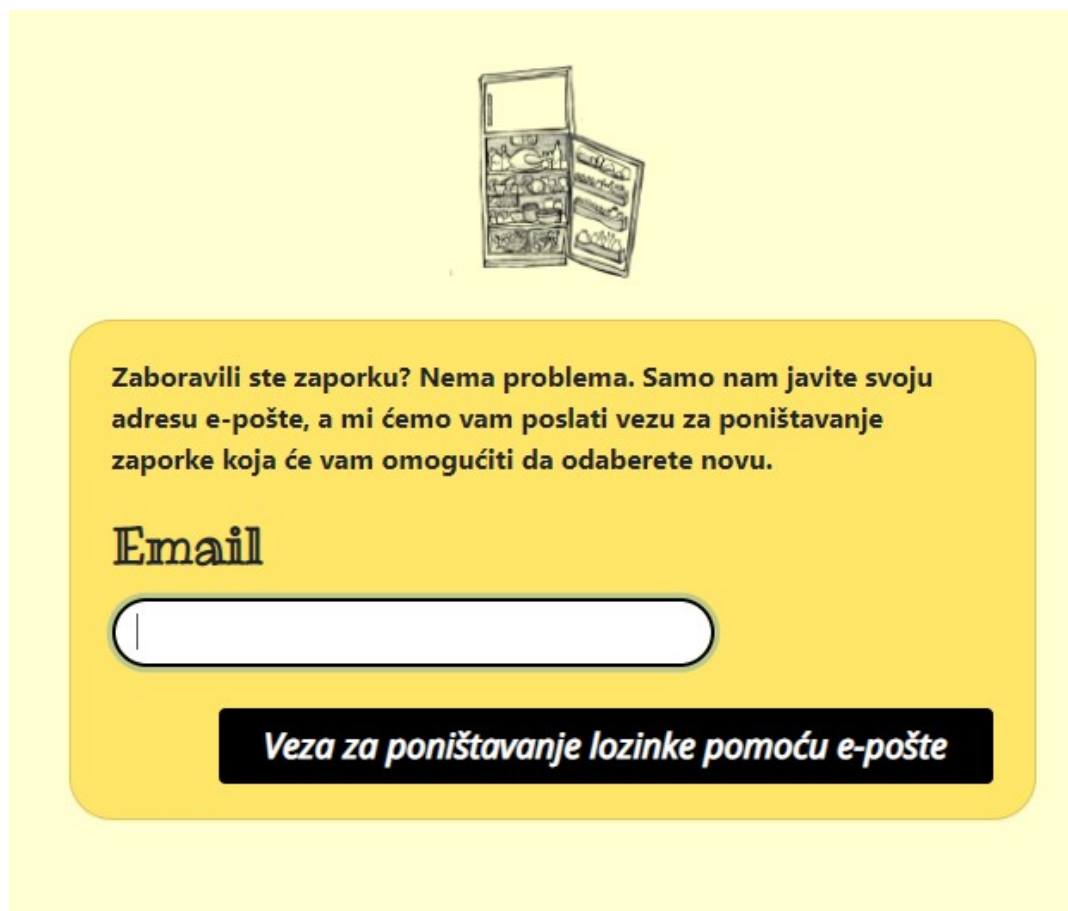 Zaboravili ste zaporku? Nema problema. Samo nam javite svoju
adresu e-pošte, a mi ćemo vam poslati vezu za poništavanje
zaporke koja će vam omogućiti da odaberete novu.
Email
Veza za poništavanje lozinke pomoću e-pošte